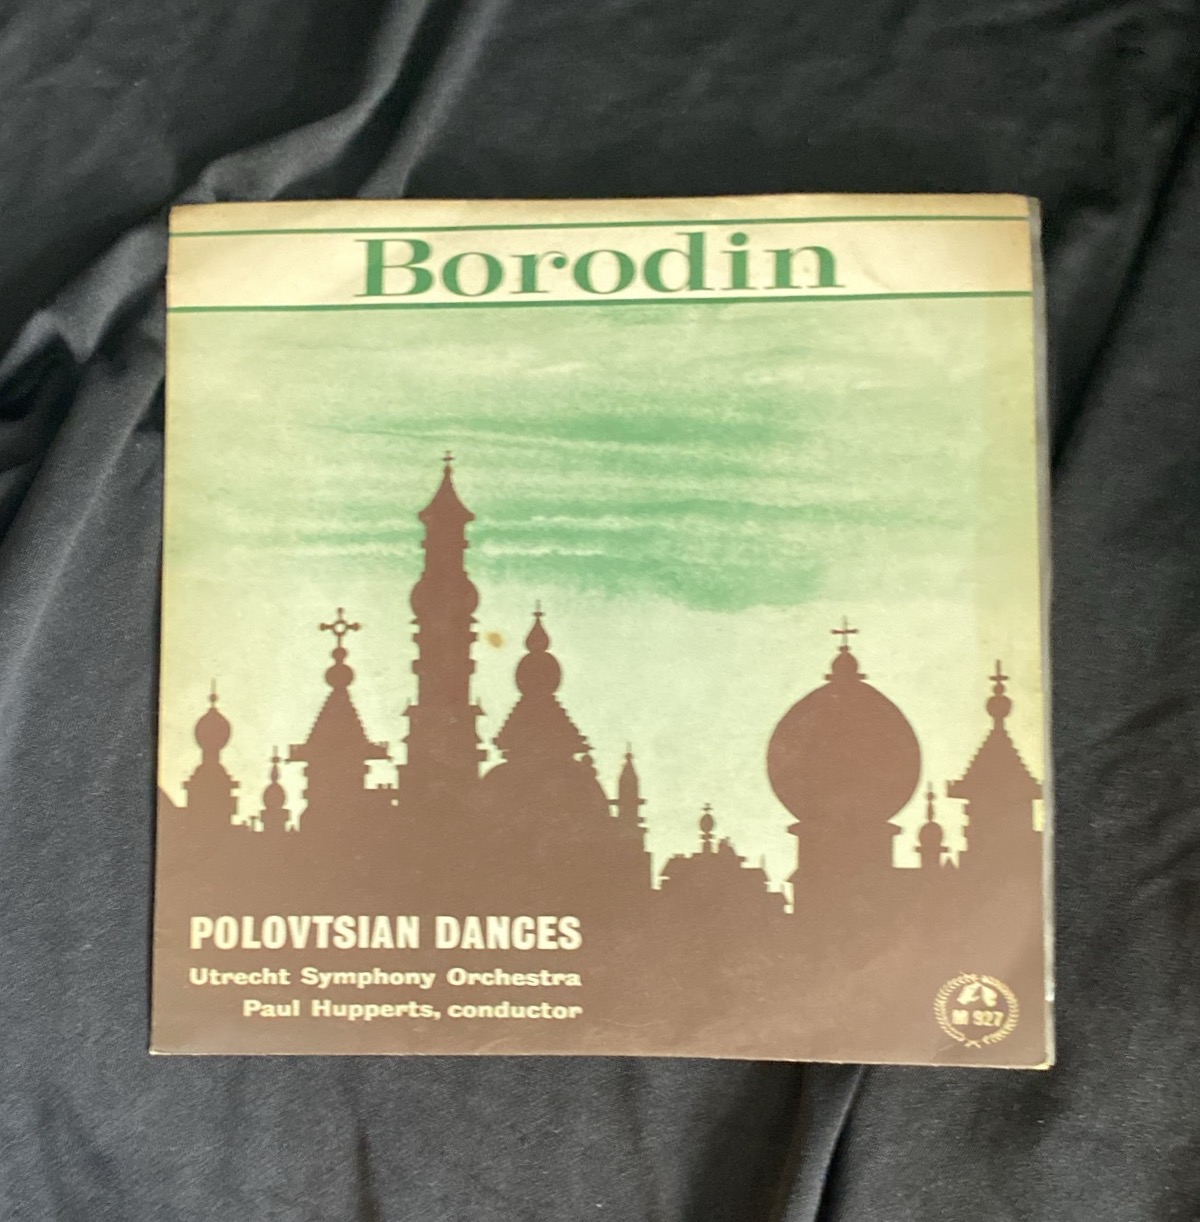 Borodin
POLOVTSIAN DANCES
Utrecht Symphony Orchestra
Paul Hupperts, conductor
M 927